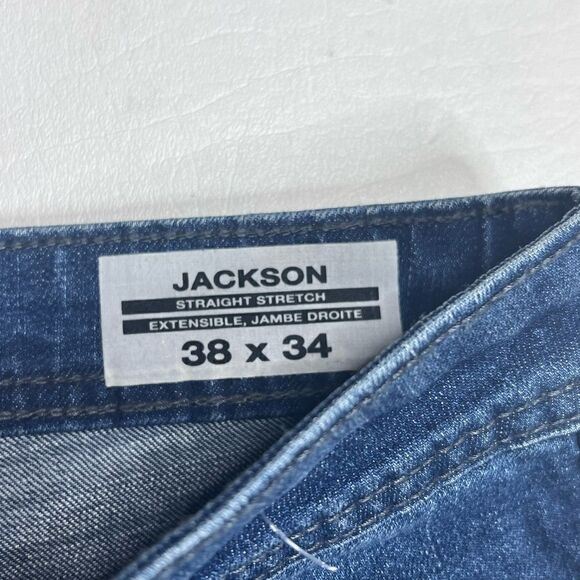 JACKSON
STRAIGHT STRETCH
EXTENSIBLE, JAMBE DROITE
38 x 34